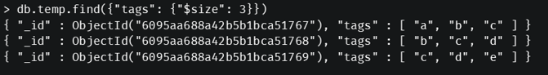 > db.temp.find({"tags": {"$size": 3}})
{ "_id" : ObjectId("6095aa688a42b5b1bca51767"), "tags" : [ "a", "b", "c" ] }
{ "_id" : ObjectId("6095aa688a42b5b1bca51768"), "tags" : [ "b", "c", "d" ] }
{ "_id" : ObjectId("6095aa688a42b5b1bca51769"), "tags" : [ "c", "d", "e" ] }